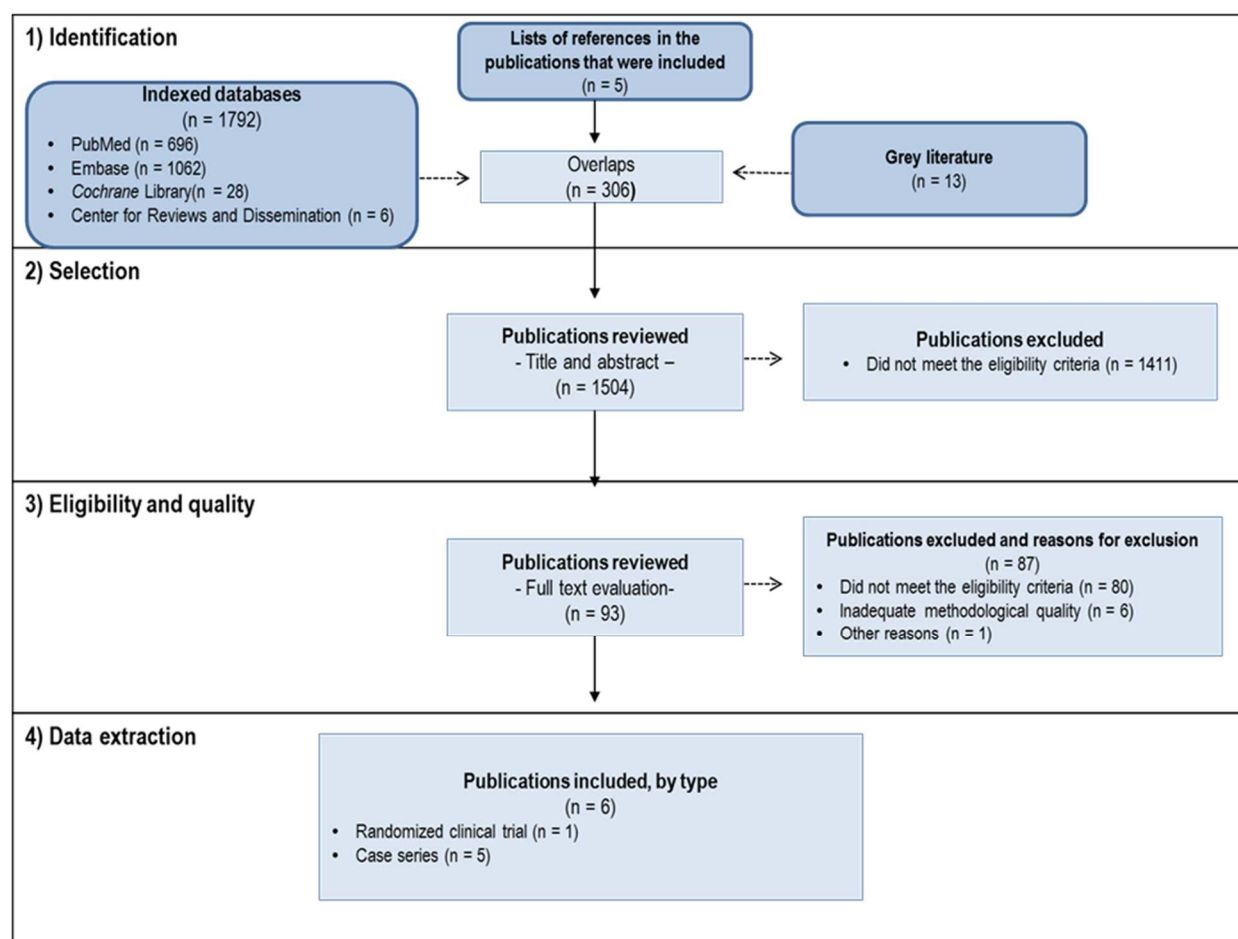 1) Identification
Lists of references in the
publications that were included
(n = 5)
Indexed databases
(n = 1792)
• PubMed (n = 696)
• Embase (n = 1062)
• Cochrane Library(n = 28)
• Center for Reviews and Dissemination (n = 6)
Overlaps
(n = 306)
Grey literature
(n = 13)
2) Selection
Publications reviewed
- Title and abstract –
(n = 1504)
Publications excluded
• Did not meet the eligibility criteria (n = 1411)
3) Eligibility and quality
Publications reviewed
- Full text evaluation-
(n = 93)
Publications excluded and reasons for exclusion
(n = 87)
• Did not meet the eligibility criteria (n = 80)
• Inadequate methodological quality (n = 6)
• Other reasons (n = 1)
4) Data extraction
Publications included, by type
(n = 6)
• Randomized clinical trial (n = 1)
• Case series (n = 5)